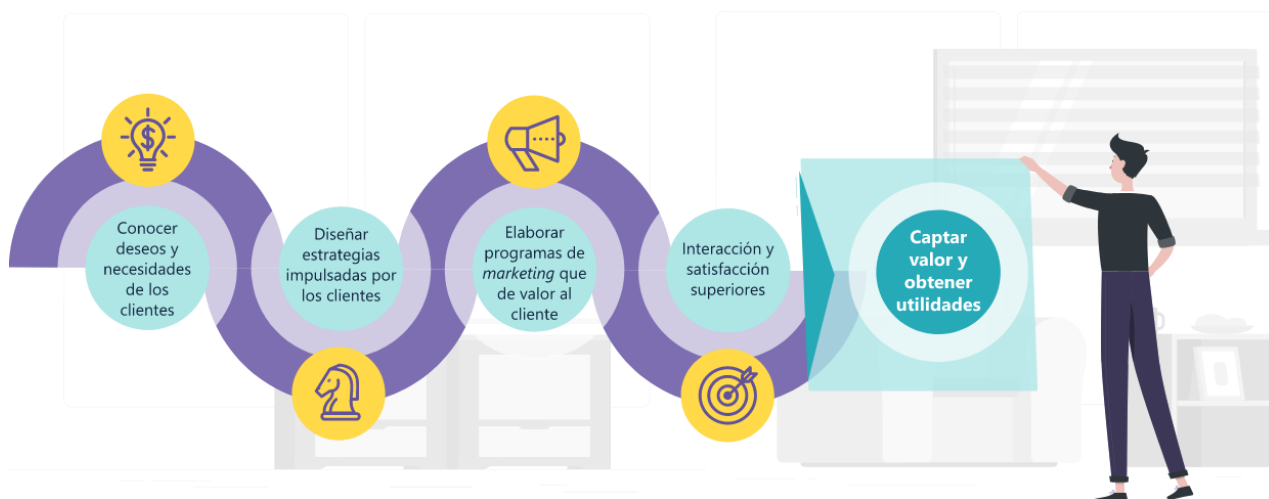 Conocer
deseos y
necesidades
de los
clientes
Diseñar
estrategias
impulsadas por
los clientes
Elaborar
programas de
marketing que
de valor al
cliente
Interacción y
satisfacción
superiores
Captar
valor y
obtener
utilidades